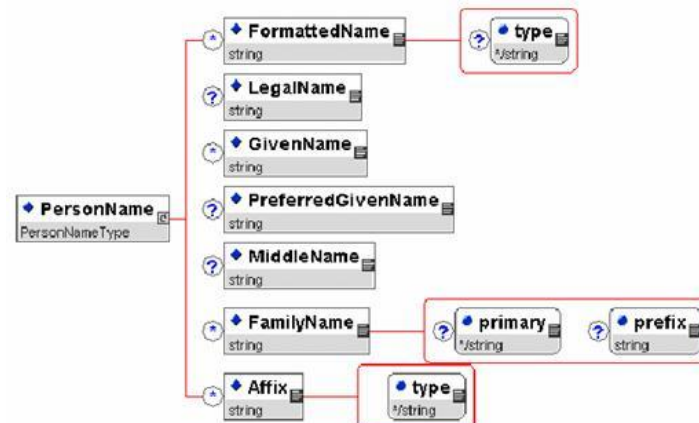 FormattedName
string
? type
*/string
? LegalName
string
* GivenName
string
PersonName
PersonNameType
? PreferredGivenName
string
? MiddleName
string
* FamilyName
string
? primary
*/string
? prefix
string
* Affix
string
type
*/string